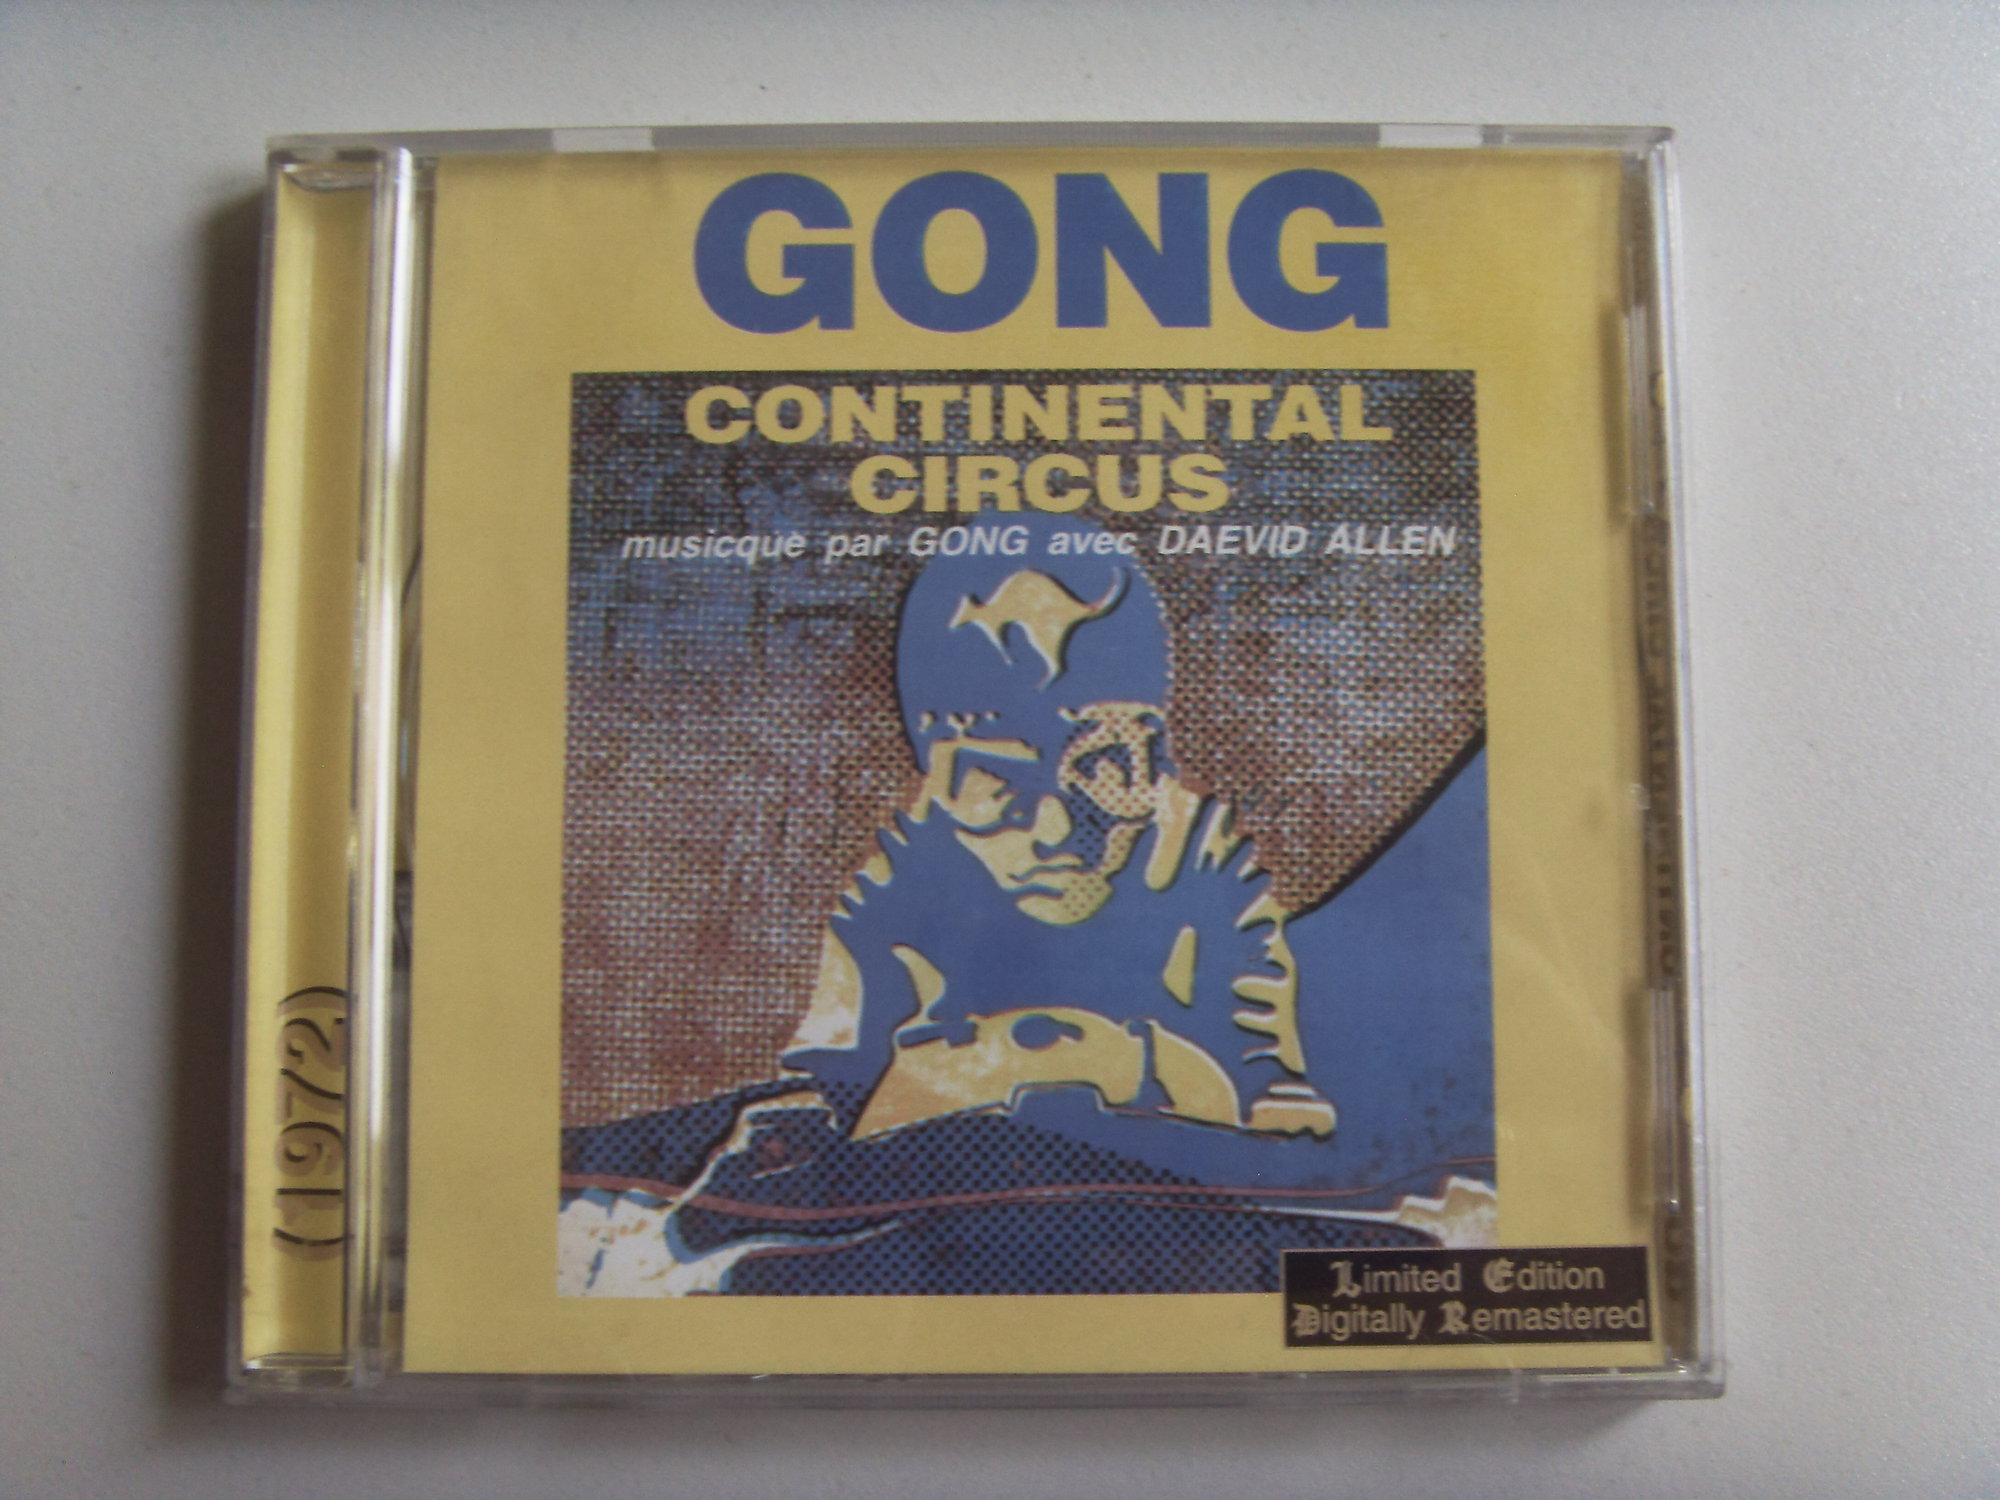 GONG
CONTINENTAL
CIRCUS
musicque par GONG avec DAEVID ALLEN
(1972)
Limited Edition
Digitally Remastered